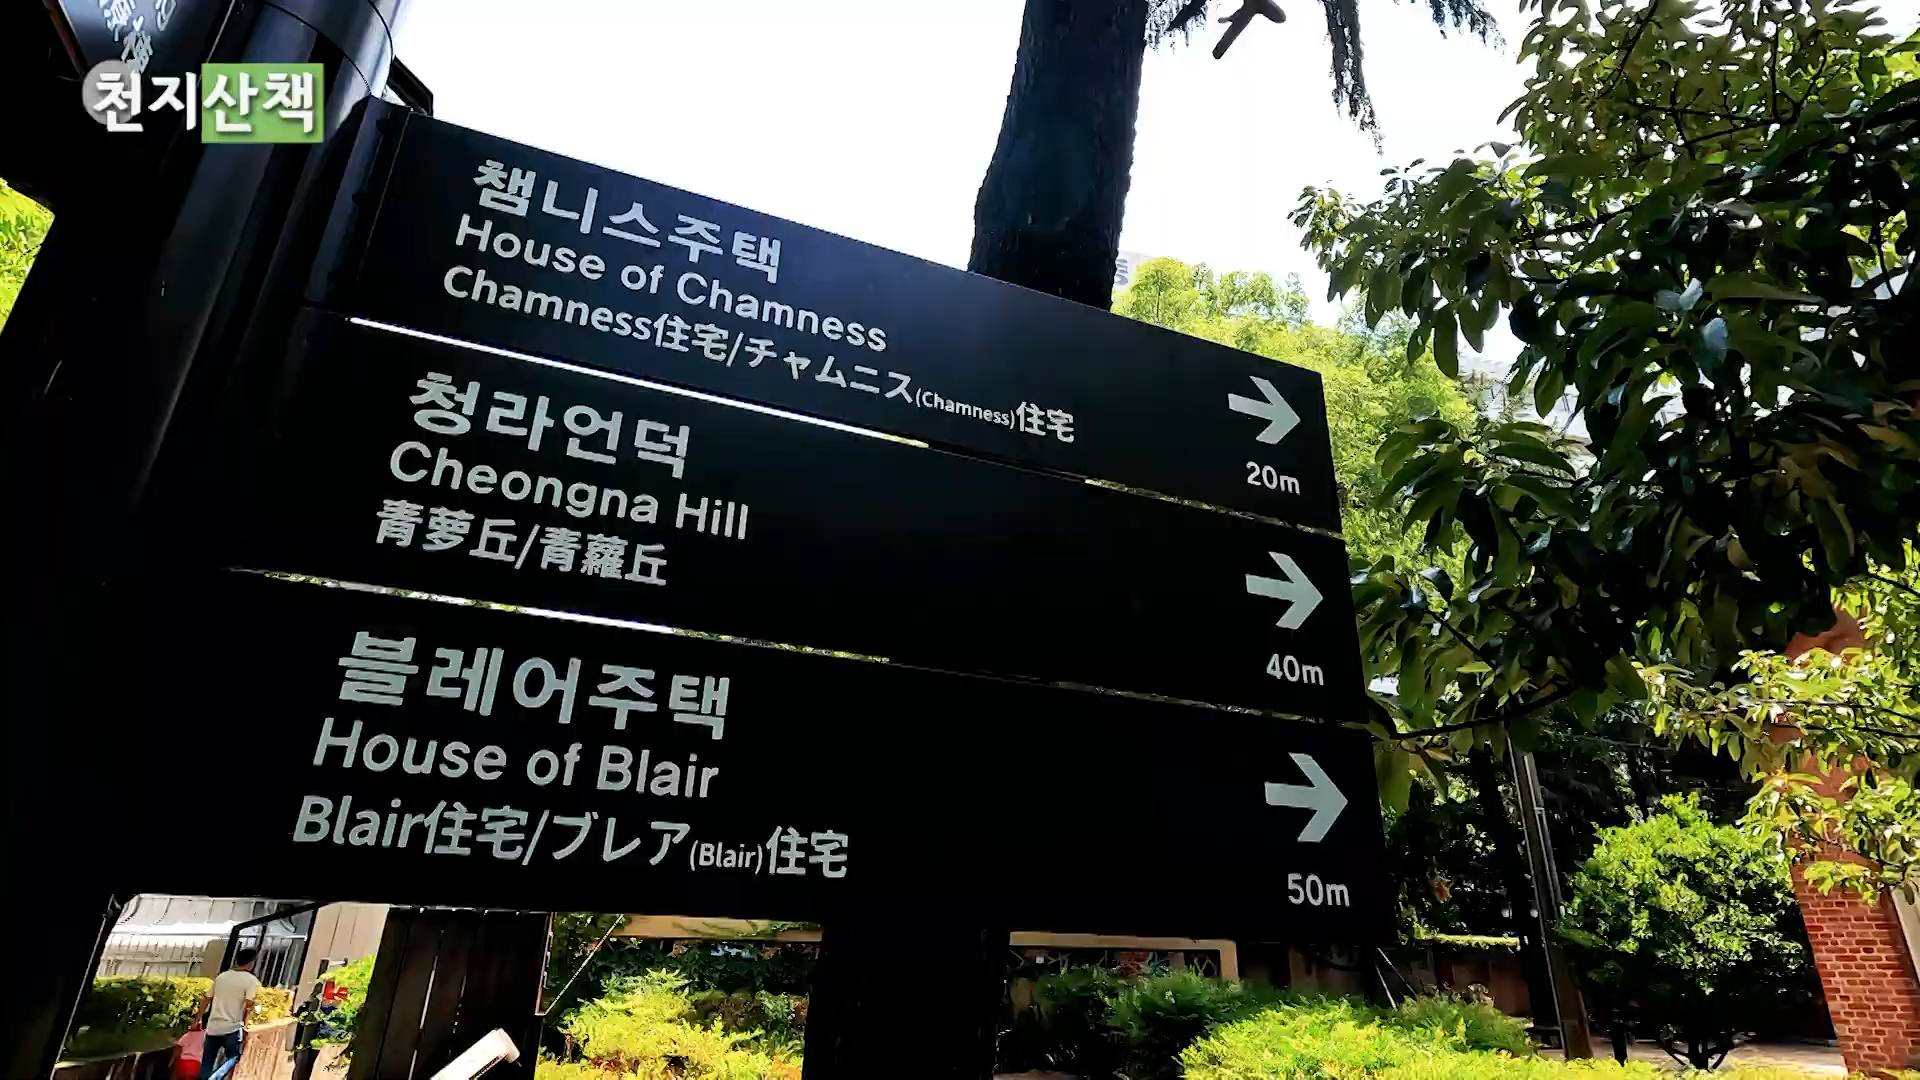 천지산책
챔니스주택
House of Chamness
Chamness住宅/チャムニス(Chamness)住宅
20m
청라언덕
Cheongna Hill
青萝丘/青蘿丘
40m
블레어주택
House of Blair
Blair住宅/ブレア(Blair)住宅
50m